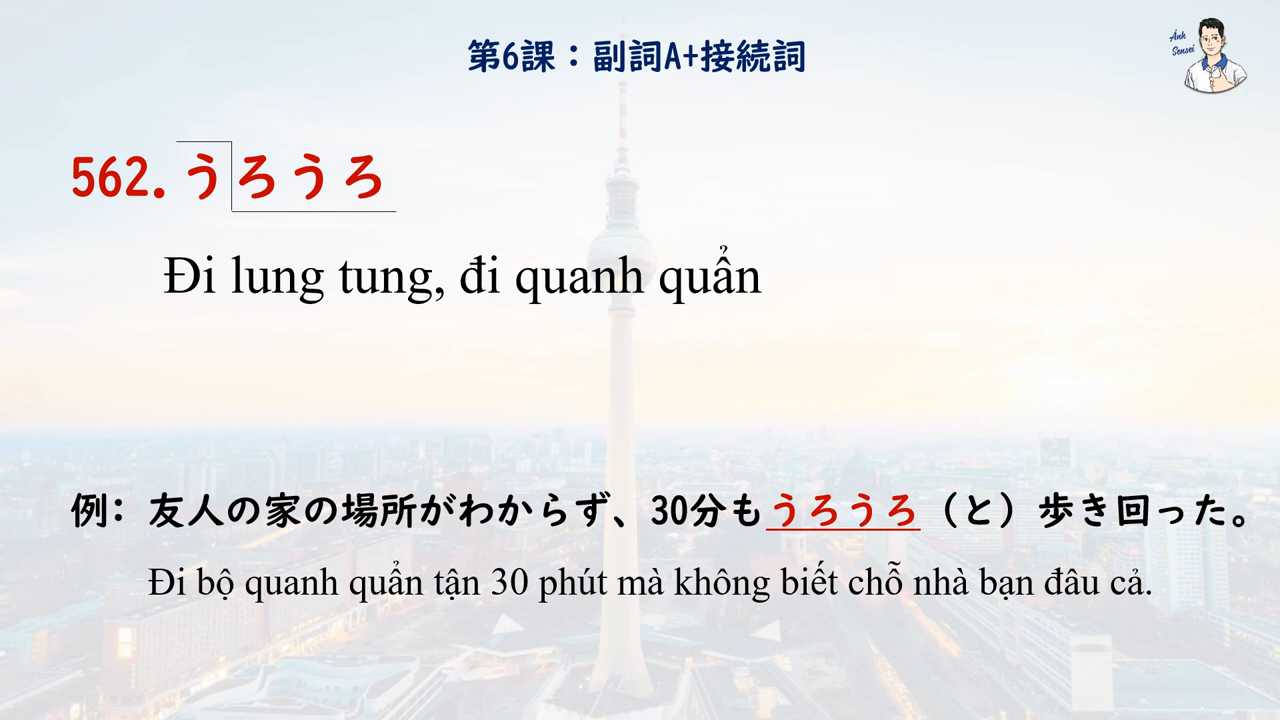 第6課：副詞A+接続詞
Ánh
Sensei
562. うろうろ
Đi lung tung, đi quanh quẩn
例: 友人の家の場所がわからず、30分もうろうろ（と）歩き回った。
Đi bộ quanh quẩn tận 30 phút mà không biết chỗ nhà bạn đâu cả.